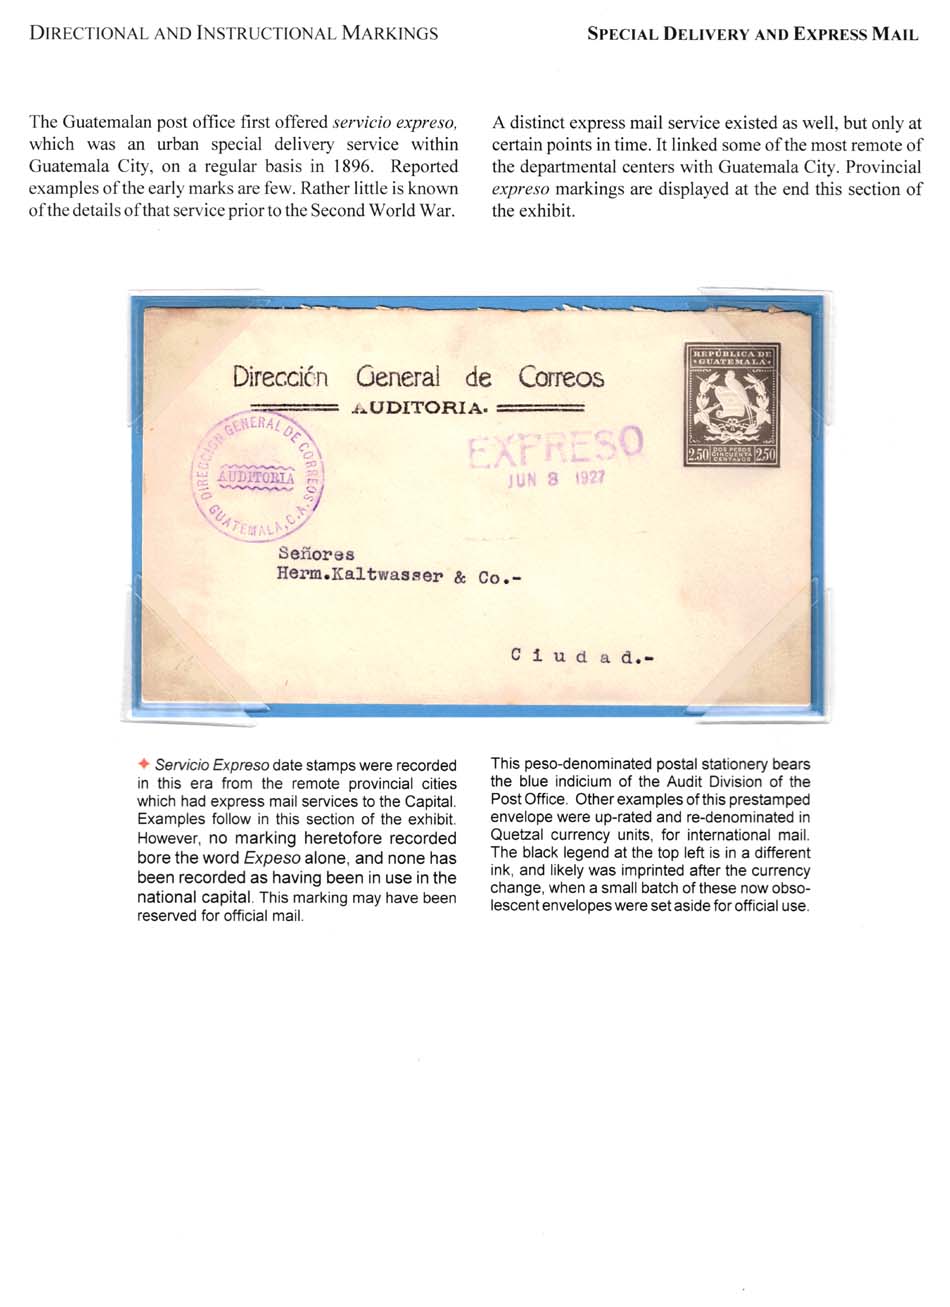 DIRECTIONAL AND INSTRUCTIONAL MARKINGS
SPECIAL DELIVERY AND EXPRESS MAIL
The Guatemalan post office first offered servicio expreso,
which was an urban special delivery service within
Guatemala City, on a regular basis in 1896. Reported
examples of the early marks are few. Rather little is known
of the details of that service prior to the Second World War.
A distinct express mail service existed as well, but only at
certain points in time. It linked some of the most remote of
the departmental centers with Guatemala City. Provincial
expreso markings are displayed at the end this section of
the exhibit.
REPÚBLICA DE
GUATEMALA
DOS PESOS
CINCUENTA
CENTAVOS
2.50
2.50
Dirección General de Correos
AUDITORIA.
DIRECCION GENERAL DE CORREOS
AUDITORIA
GUATEMALA, C.A.
EXPRESO
JUN 8 1927
Señores
Herm.Kaltwasser & Co.-
Ciudad.-
Servicio Expreso date stamps were recorded
in this era from the remote provincial cities
which had express mail services to the Capital.
Examples follow in this section of the exhibit.
However, no marking heretofore recorded
bore the word Expeso alone, and none has
been recorded as having been in use in the
national capital. This marking may have been
reserved for official mail.
This peso-denominated postal stationery bears
the blue indicium of the Audit Division of the
Post Office. Other examples of this prestamped
envelope were up-rated and re-denominated in
Quetzal currency units, for international mail.
The black legend at the top left is in a different
ink, and likely was imprinted after the currency
change, when a small batch of these now obso-
lescent envelopes were set aside for official use.